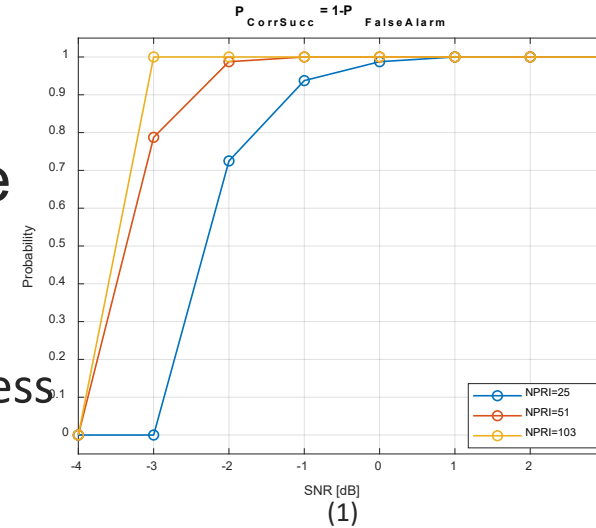 P CorrSucc = 1-P FalseAlarm
1
0.9
0.8
0.7
0.6
0.5
0.4
0.3
0.2
0.1
0
Probability
e
ess
-4 -3 -2 -1 0 1 2
SNR [dB]
NPRI=25
NPRI=51
NPRI=103
(1)